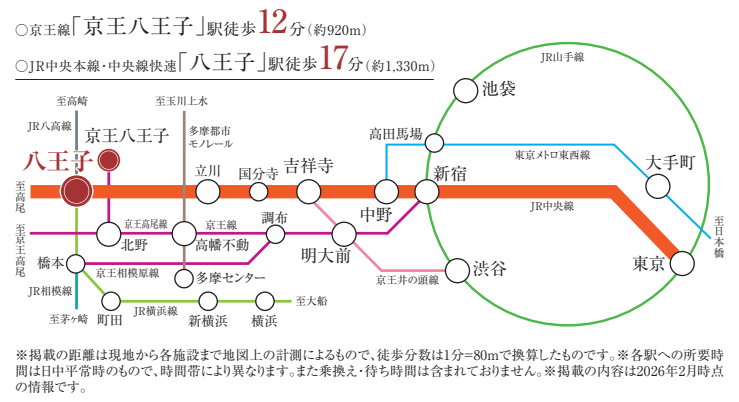 ○京王線「京王八王子」駅徒歩12分(約920m)
○JR中央本線・中央線快速「八王子」駅徒歩17分(約1,330m)
JR山手線
池袋
至高崎
至玉川上水
JR八高線
京王八王子
多摩都市
モノレール
高田馬場
東京メトロ東西線
大手町
八王子
立川
国分寺
吉祥寺
中野
新宿
JR中央線
至高尾
至京王高尾
京王高尾線
京王線
調布
北野
高幡不動
明大前
至日本橋
橋本
京王相模原線
多摩センター
京王井の頭線
渋谷
東京
JR相模線
町田
JR横浜線
新横浜
横浜
至大船
至茅ヶ崎
※掲載の距離は現地から各施設まで地図上の計測によるもので、徒歩分数は1分=80mで換算したものです。※各駅への所要時
間は日中平常時のもので、時間帯により異なります。また乗換え・待ち時間は含まれておりません。※掲載の内容は2026年2月時点
の情報です。